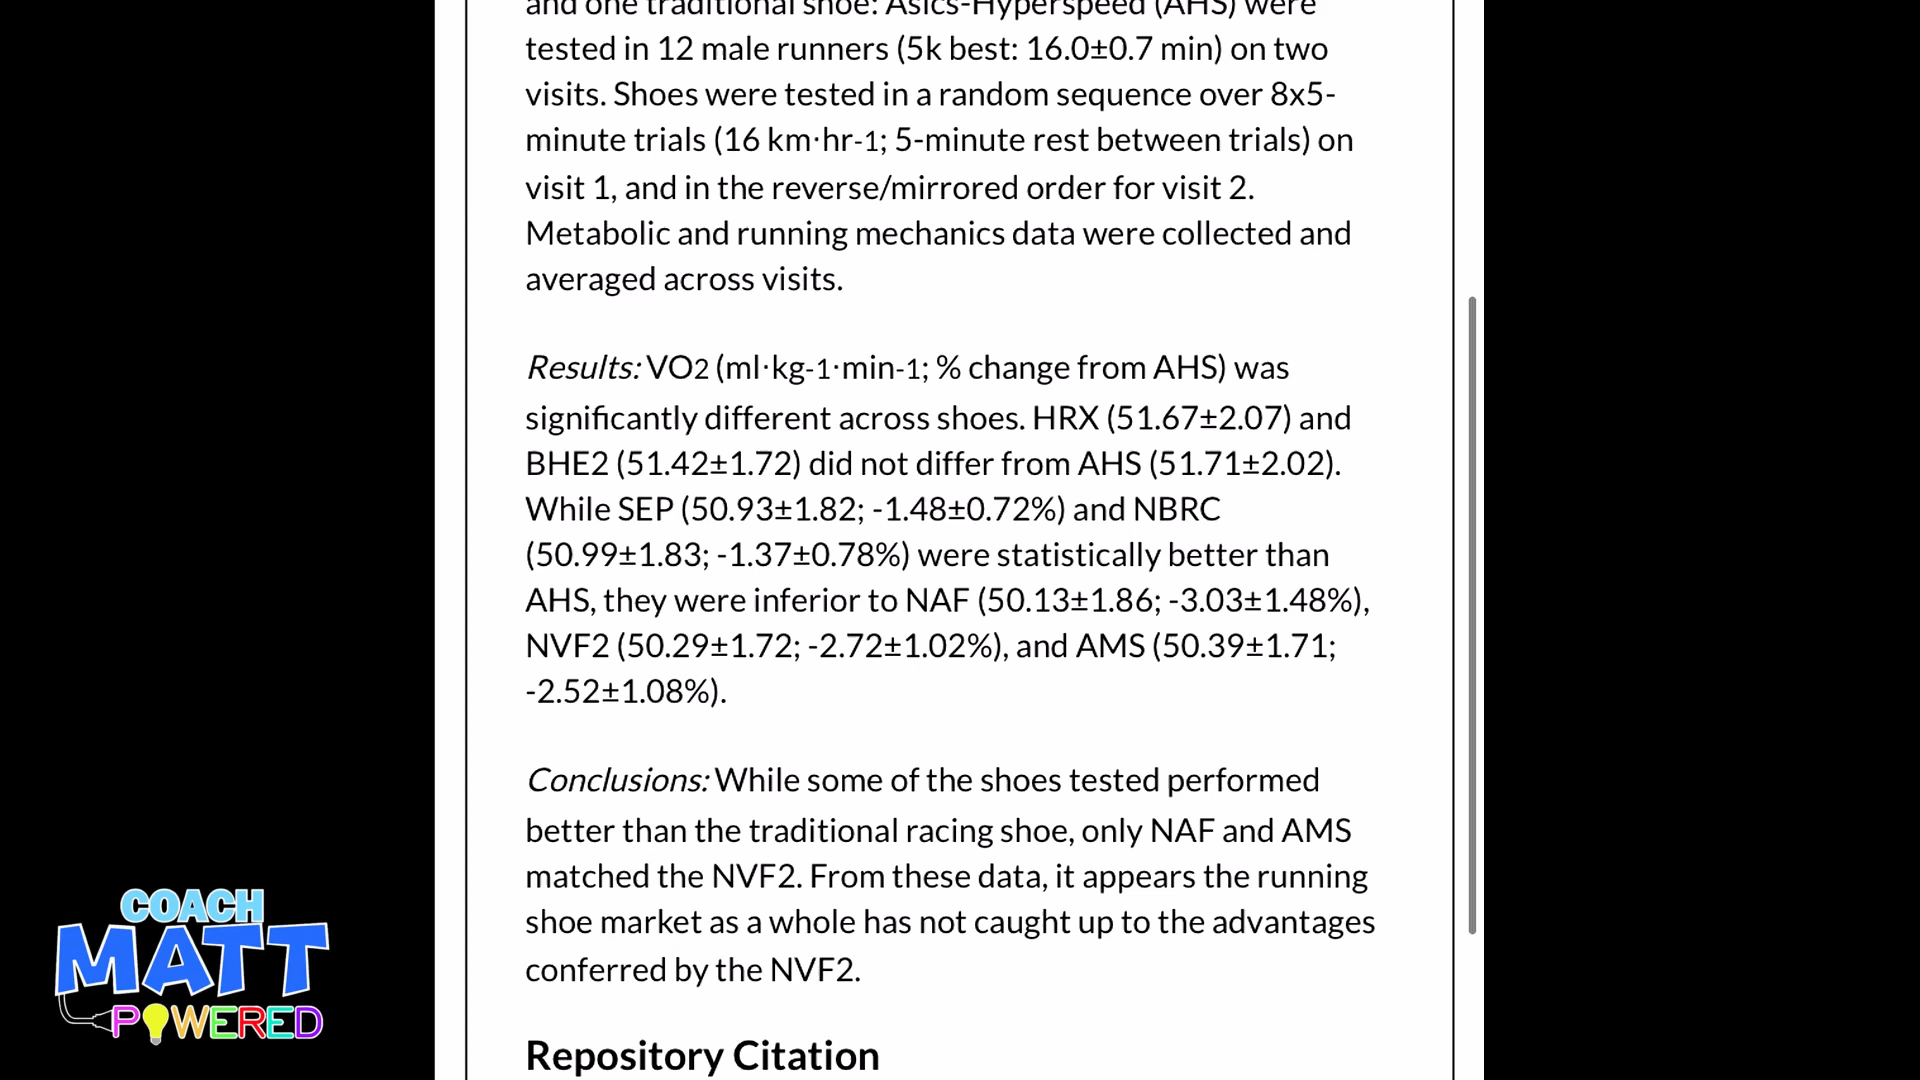 and one traditional shoe: Asics-Hyperspeed (AHS) were
tested in 12 male runners (5k best: 16.0±0.7 min) on two
visits. Shoes were tested in a random sequence over 8x5-
minute trials (16 km·hr-1; 5-minute rest between trials) on
visit 1, and in the reverse/mirrored order for visit 2.
Metabolic and running mechanics data were collected and
averaged across visits.
Results: VO2 (ml·kg-1·min-1; % change from AHS) was
significantly different across shoes. HRX (51.67±2.07) and
BHE2 (51.42±1.72) did not differ from AHS (51.71±2.02).
While SEP (50.93±1.82; -1.48±0.72%) and NBRC
(50.99±1.83; -1.37±0.78%) were statistically better than
AHS, they were inferior to NAF (50.13±1.86; -3.03±1.48%),
NVF2 (50.29±1.72; -2.72±1.02%), and AMS (50.39±1.71;
-2.52±1.08%).
Conclusions: While some of the shoes tested performed
better than the traditional racing shoe, only NAF and AMS
matched the NVF2. From these data, it appears the running
shoe market as a whole has not caught up to the advantages
conferred by the NVF2.
Repository Citation
COACH
MATT
POWERED